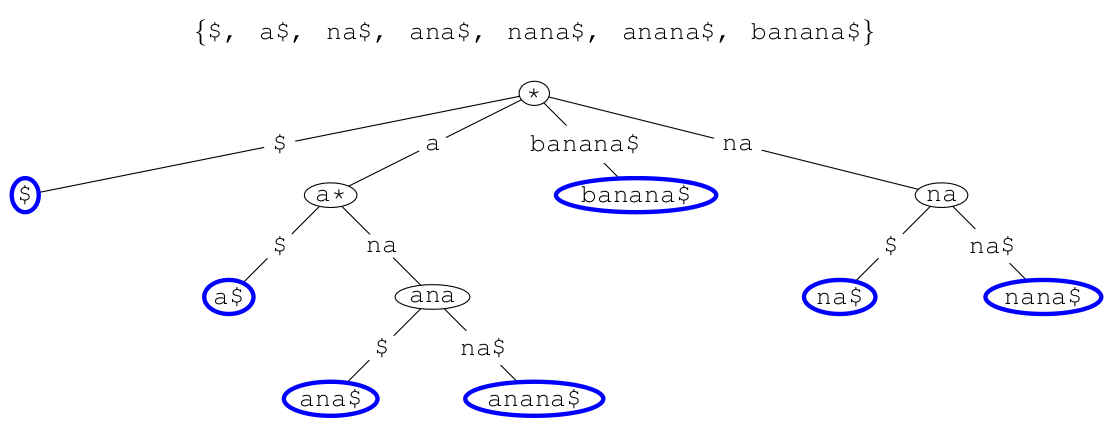 {$, a$, na$, ana$, nana$, anana$, banana$}
*
$ a banana$ na
$ a* banana$ na
$ na $ na$
a$ ana na$ nana$
$ na$
ana$ anana$